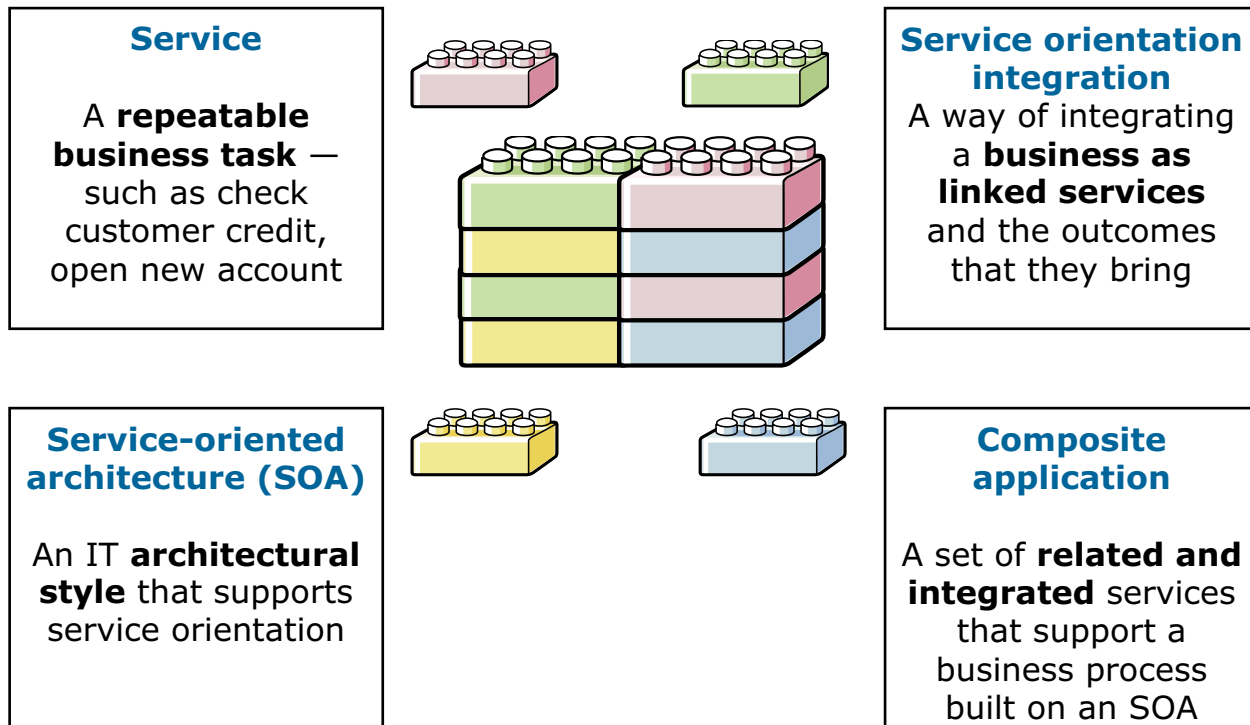 Service
A repeatable
business task —
such as check
customer credit,
open new account
Service orientation
integration
A way of integrating
a business as
linked services
and the outcomes
that they bring
Service-oriented
architecture (SOA)
An IT architectural
style that supports
service orientation
Composite
application
A set of related and
integrated services
that support a
business process
built on an SOA